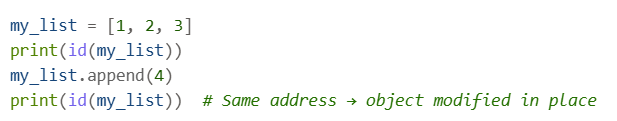 my_list = [1, 2, 3]
print(id(my_list))
my_list.append(4)
print(id(my_list))  # Same address → object modified in place